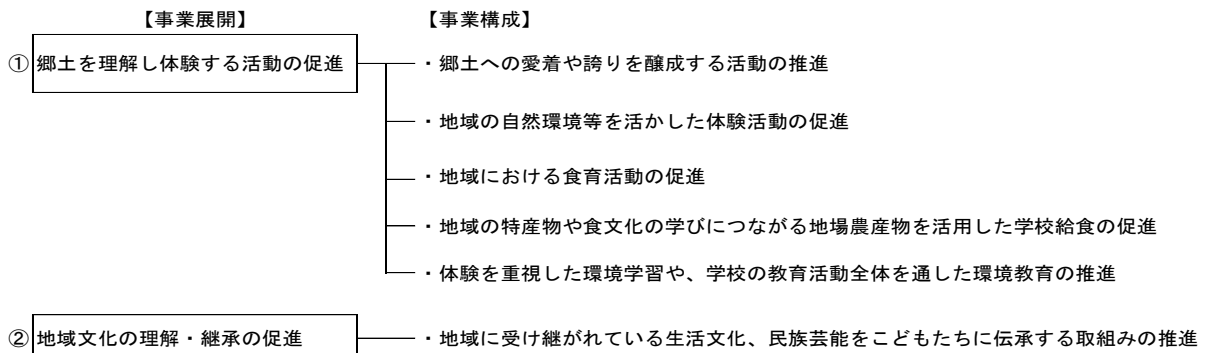 【事業展開】 【事業構成】
① 郷土を理解し体験する活動の促進 ・郷土への愛着や誇りを醸成する活動の推進
・地域の自然環境等を活かした体験活動の促進
・地域における食育活動の促進
・地域の特産物や食文化の学びにつながる地場農産物を活用した学校給食の促進
・体験を重視した環境学習や、学校の教育活動全体を通した環境教育の推進
② 地域文化の理解・継承の促進 ・地域に受け継がれている生活文化、民族芸能をこどもたちに伝承する取組みの推進